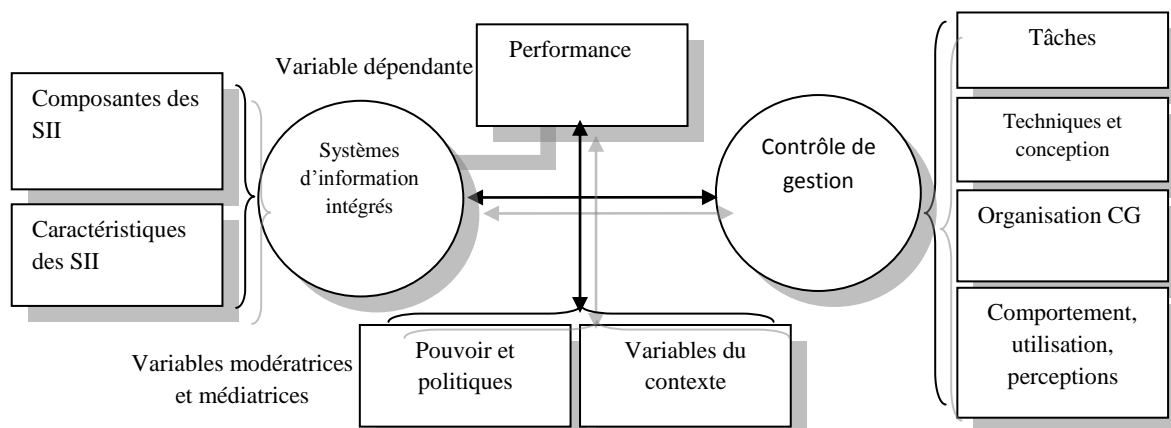 Variable dépendante
Performance
Composantes des
SII
Caractéristiques
des SII
Systèmes
d’information
intégrés
Contrôle de
gestion
Tâches
Techniques et
conception
Organisation CG
Comportement,
utilisation,
perceptions
Variables modératrices
et médiatrices
Pouvoir et
politiques
Variables du
contexte